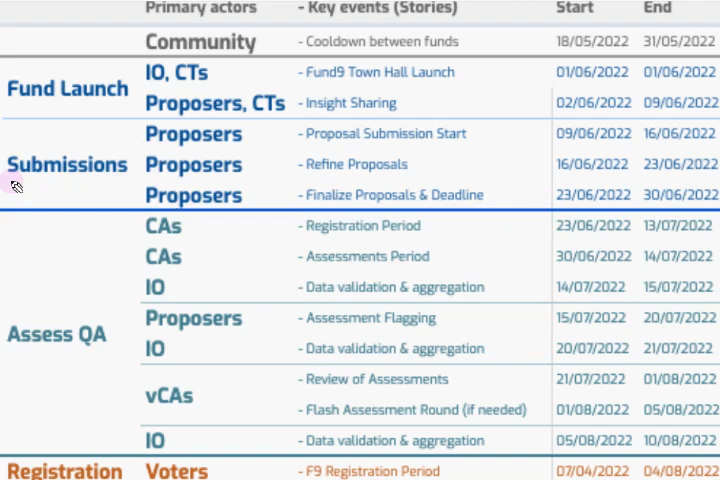 Primary actors - Key events (Stories) Start End
Community - Cooldown between funds 18/05/2022 31/05/2022
Fund Launch
IO, CTs - Fund9 Town Hall Launch 01/06/2022 01/06/2022
Proposers, CTs - Insight Sharing 02/06/2022 09/06/2022
Submissions
Proposers - Proposal Submission Start 09/06/2022 16/06/2022
Proposers - Refine Proposals 16/06/2022 23/06/2022
Proposers - Finalize Proposals & Deadline 23/06/2022 30/06/2022
Assess QA
CAs - Registration Period 23/06/2022 13/07/2022
CAs - Assessments Period 30/06/2022 14/07/2022
IO - Data validation & aggregation 14/07/2022 15/07/2022
Proposers - Assessment Flagging 15/07/2022 20/07/2022
IO - Data validation & aggregation 20/07/2022 21/07/2022
vCAs
- Review of Assessments 21/07/2022 01/08/2022
- Flash Assessment Round (if needed) 01/08/2022 05/08/2022
IO - Data validation & aggregation 05/08/2022 10/08/2022
Registration Voters - F9 Registration Period 07/04/2022 04/08/2022